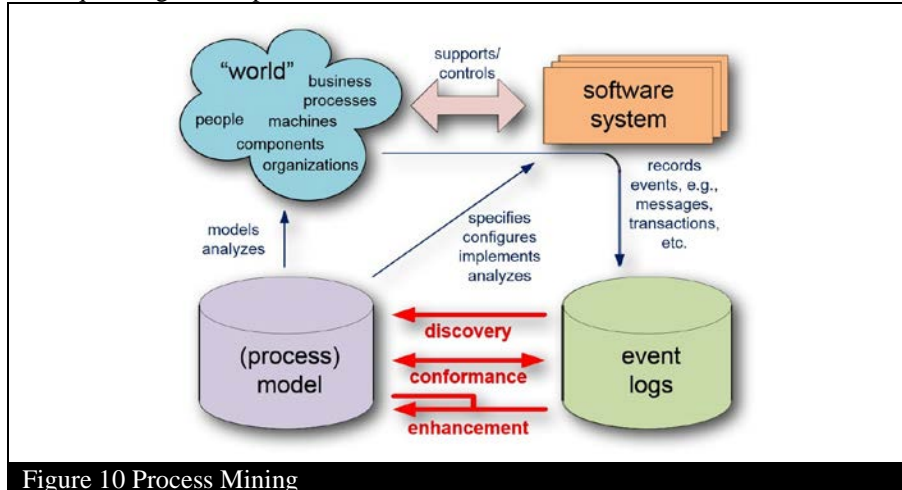 "world"
business
processes
people
machines
components
organizations
supports/
controls
software
system
records
events, e.g.,
messages,
transactions,
etc.
models
analyzes
specifies
configures
implements
analyzes
(process)
model
discovery
conformance
enhancement
event
logs
Figure 10 Process Mining